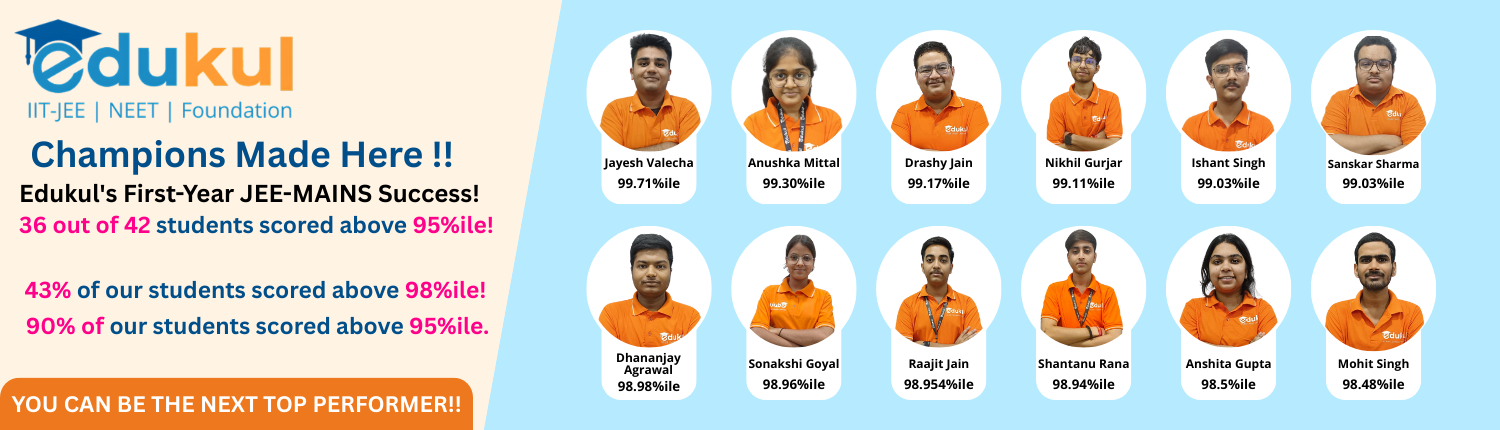 edukul
IIT-JEE | NEET | Foundation
Champions Made Here !!
Edukul's First-Year JEE-MAINS Success!
36 out of 42 students scored above 95%ile!
43% of our students scored above 98%ile!
90% of our students scored above 95%ile.
YOU CAN BE THE NEXT TOP PERFORMER!!
Jayesh Valecha
99.71%ile
Anushka Mittal
99.30%ile
Drashy Jain
99.17%ile
Nikhil Gurjar
99.11%ile
Ishant Singh
99.03%ile
Sanskar Sharma
99.03%ile
Dhananjay
Agrawal
98.98%ile
Sonakshi Goyal
98.96%ile
Raajit Jain
98.954%ile
Shantanu Rana
98.94%ile
Anshita Gupta
98.5%ile
Mohit Singh
98.48%ile